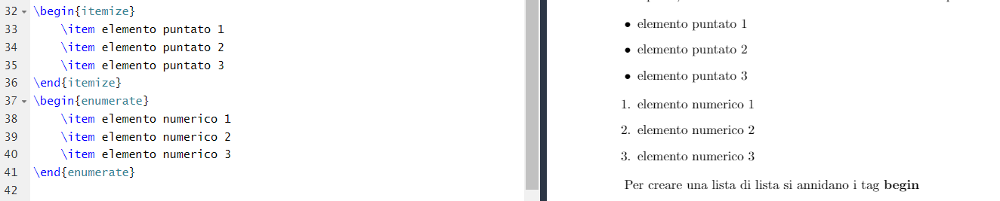 32 \begin{itemize}
33 \item elemento puntato 1
34 \item elemento puntato 2
35 \item elemento puntato 3
36 \end{itemize}
37 \begin{enumerate}
38 \item elemento numerico 1
39 \item elemento numerico 2
40 \item elemento numerico 3
41 \end{enumerate}
42
• elemento puntato 1
• elemento puntato 2
• elemento puntato 3
1. elemento numerico 1
2. elemento numerico 2
3. elemento numerico 3
Per creare una lista di lista si annidano i tag begin